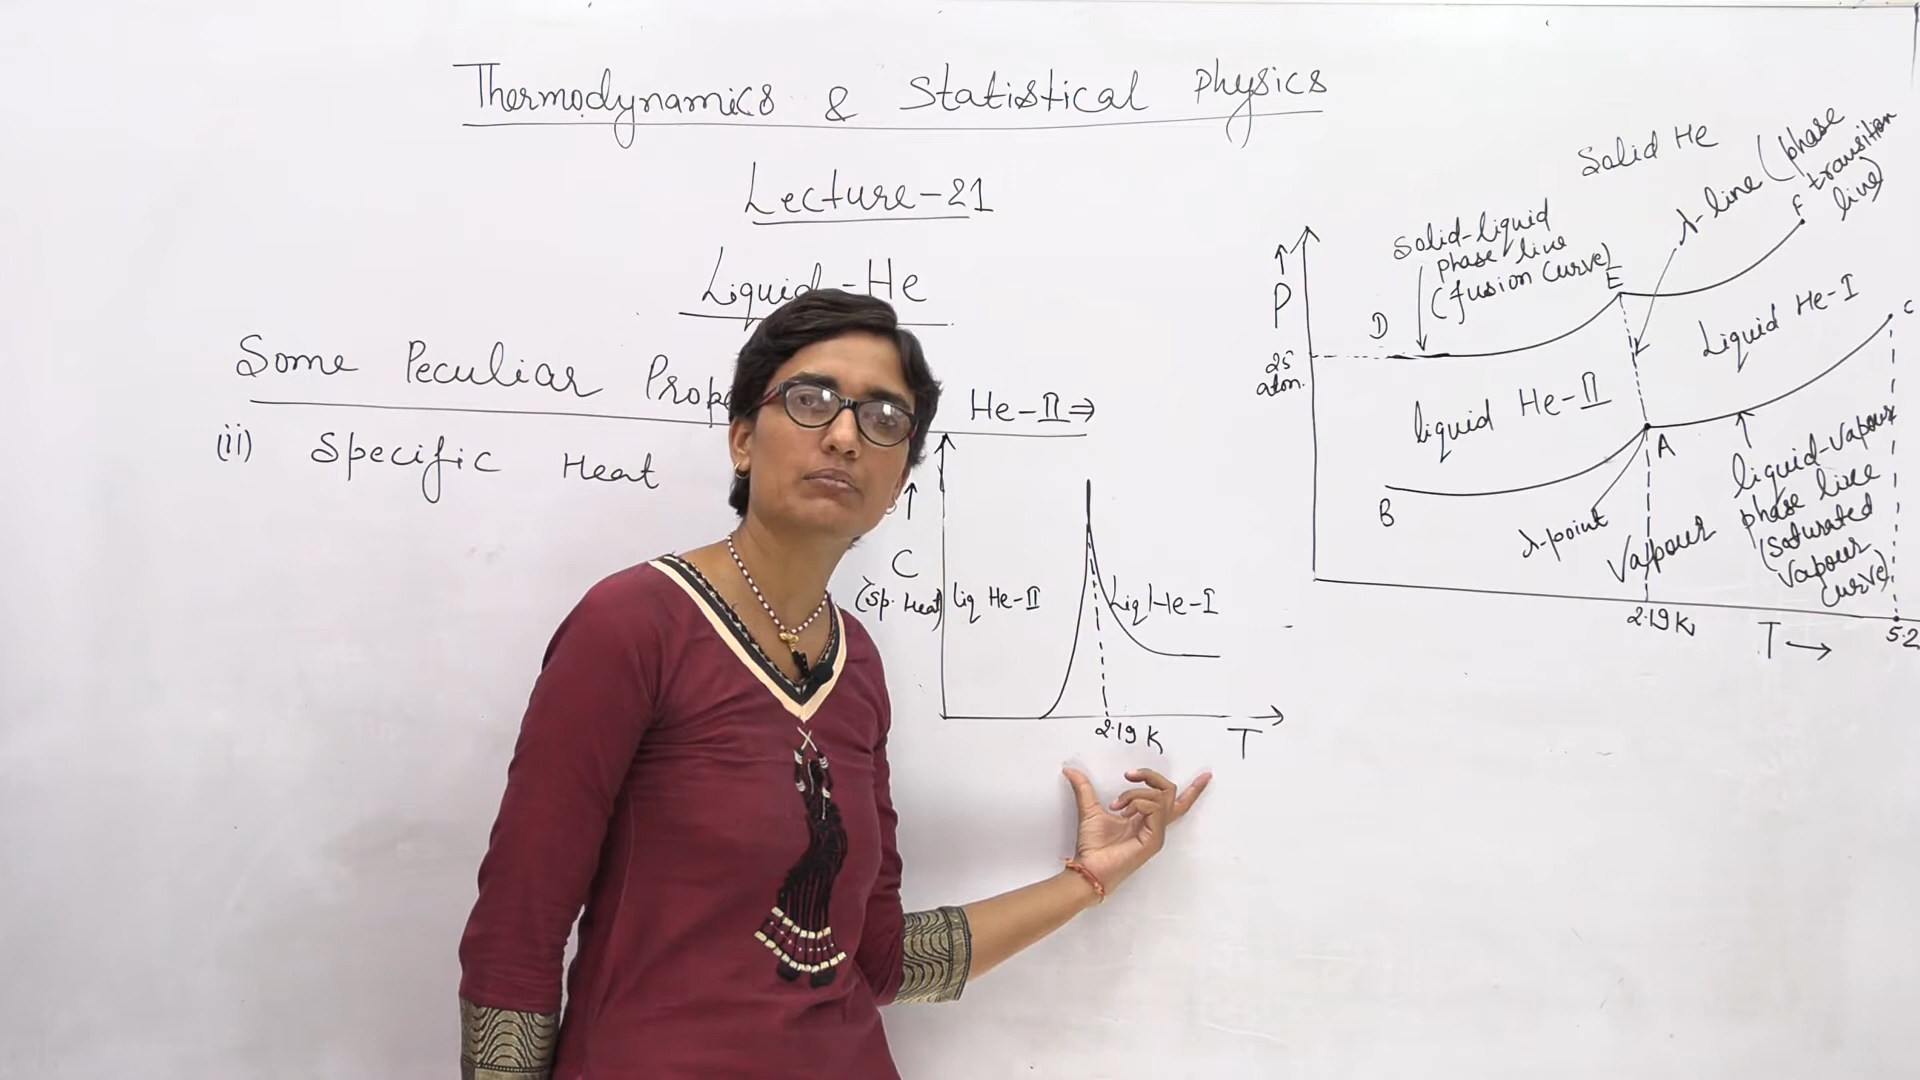 Thermodynamics & Statistical Physics
Lecture-21
Liquid-He
Some Peculiar He-II ⇒
(ii) Specific Heat
↑
C
(Sp. Heat)
liq He-II
Liq He-I
2.19 K
T
Solid He
λ-line (phase
transition
line)
Solid-liquid
phase line
(fusion curve)
↑
P
25
atm.
D
E
F
Liquid He-I
C
liquid He-II
A
B
λ-point
Vapour
liquid-vapour
phase line
(saturated
vapour
curve)
2.19 K
T →
5.2